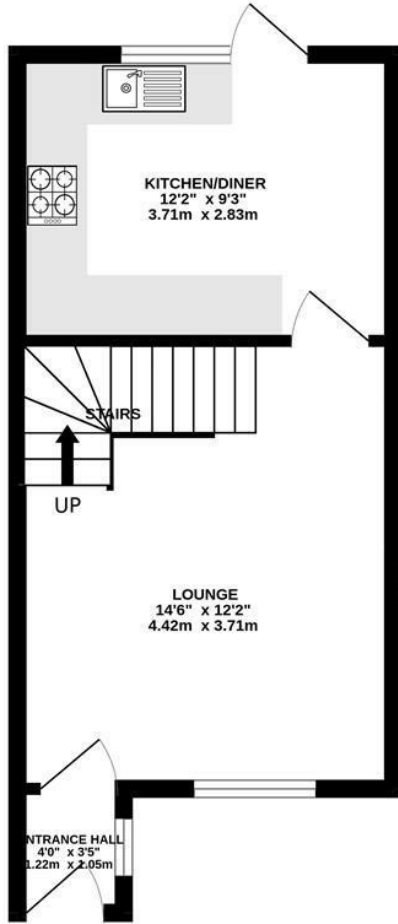 KITCHEN/DINER
12'2" x 9'3"
3.71m x 2.83m
STAIRS
UP
LOUNGE
14'6" x 12'2"
4.42m x 3.71m
ENTRANCE HALL
4'0" x 3'5"
1.22m x 1.05m